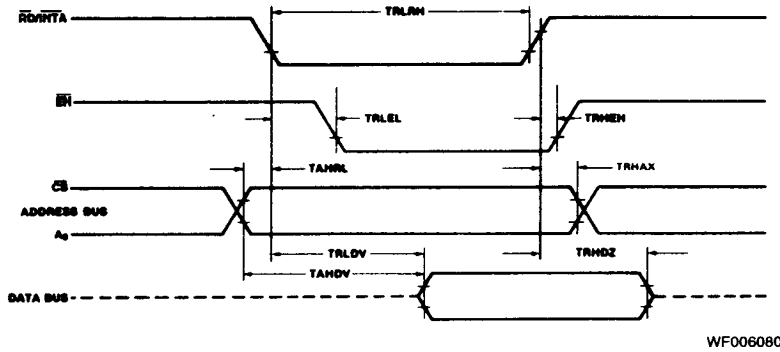 TRLRH
RD/INTA
EN
TRLEL
TRHEH
TAHRL
TRHAX
CS
ADDRESS BUS
A₀
TRLDV
TRHDZ
TAHDV
DATA BUS
WF006080